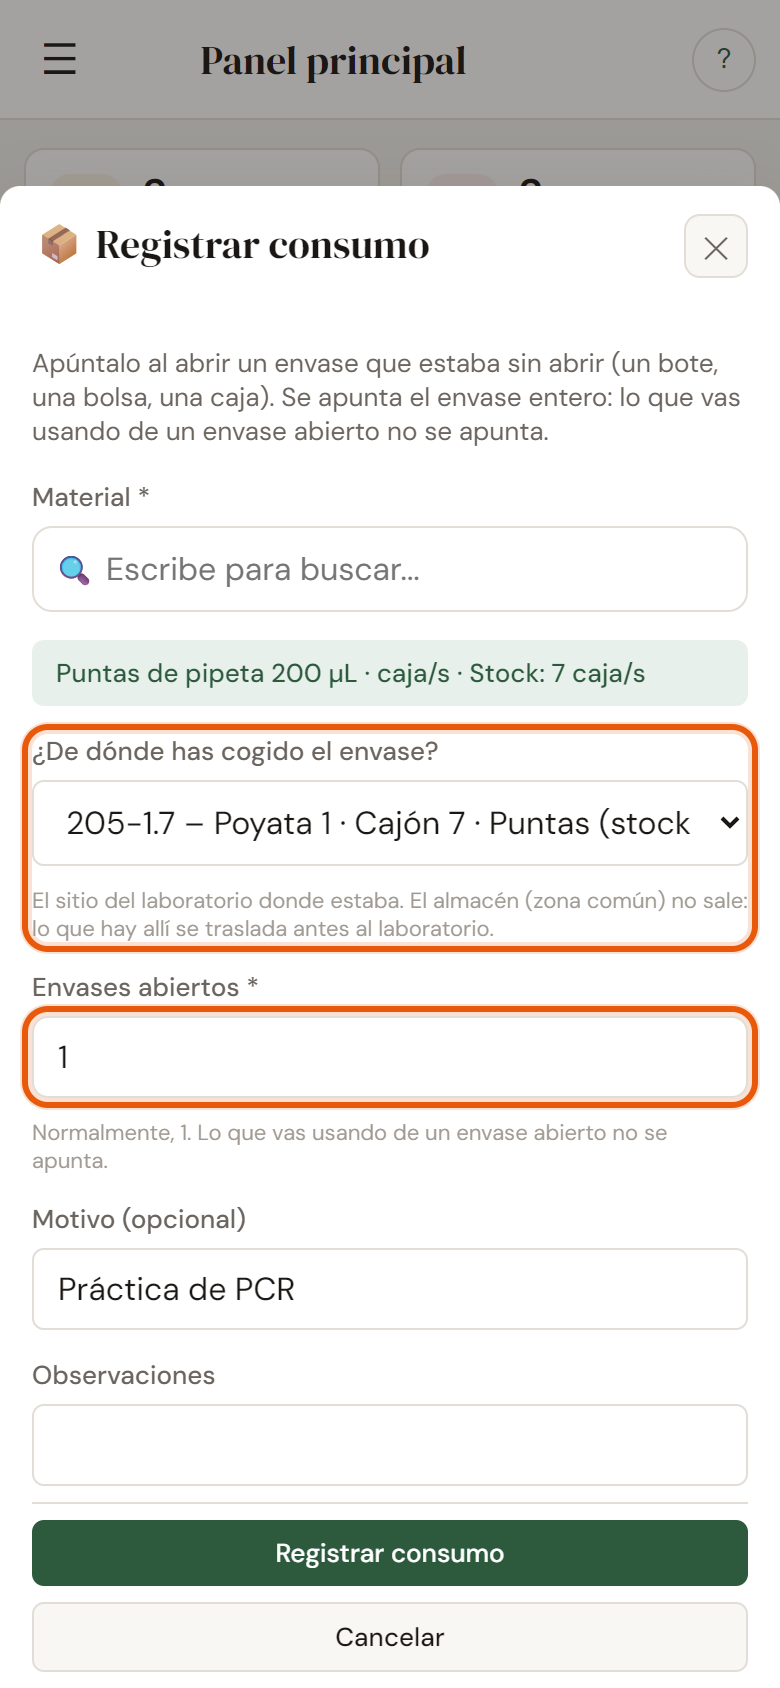 Panel principal
?
Registrar consumo
Apúntalo al abrir un envase que estaba sin abrir (un bote,
una bolsa, una caja). Se apunta el envase entero: lo que vas
usando de un envase abierto no se apunta.
Material *
Escribe para buscar...
Puntas de pipeta 200 µL · caja/s · Stock: 7 caja/s
¿De dónde has cogido el envase?
205-1.7 – Poyata 1 · Cajón 7 · Puntas (stock
El sitio del laboratorio donde estaba. El almacén (zona común) no sale:
lo que hay allí se traslada antes al laboratorio.
Envases abiertos *
1
Normalmente, 1. Lo que vas usando de un envase abierto no se
apunta.
Motivo (opcional)
Práctica de PCR
Observaciones
Registrar consumo
Cancelar